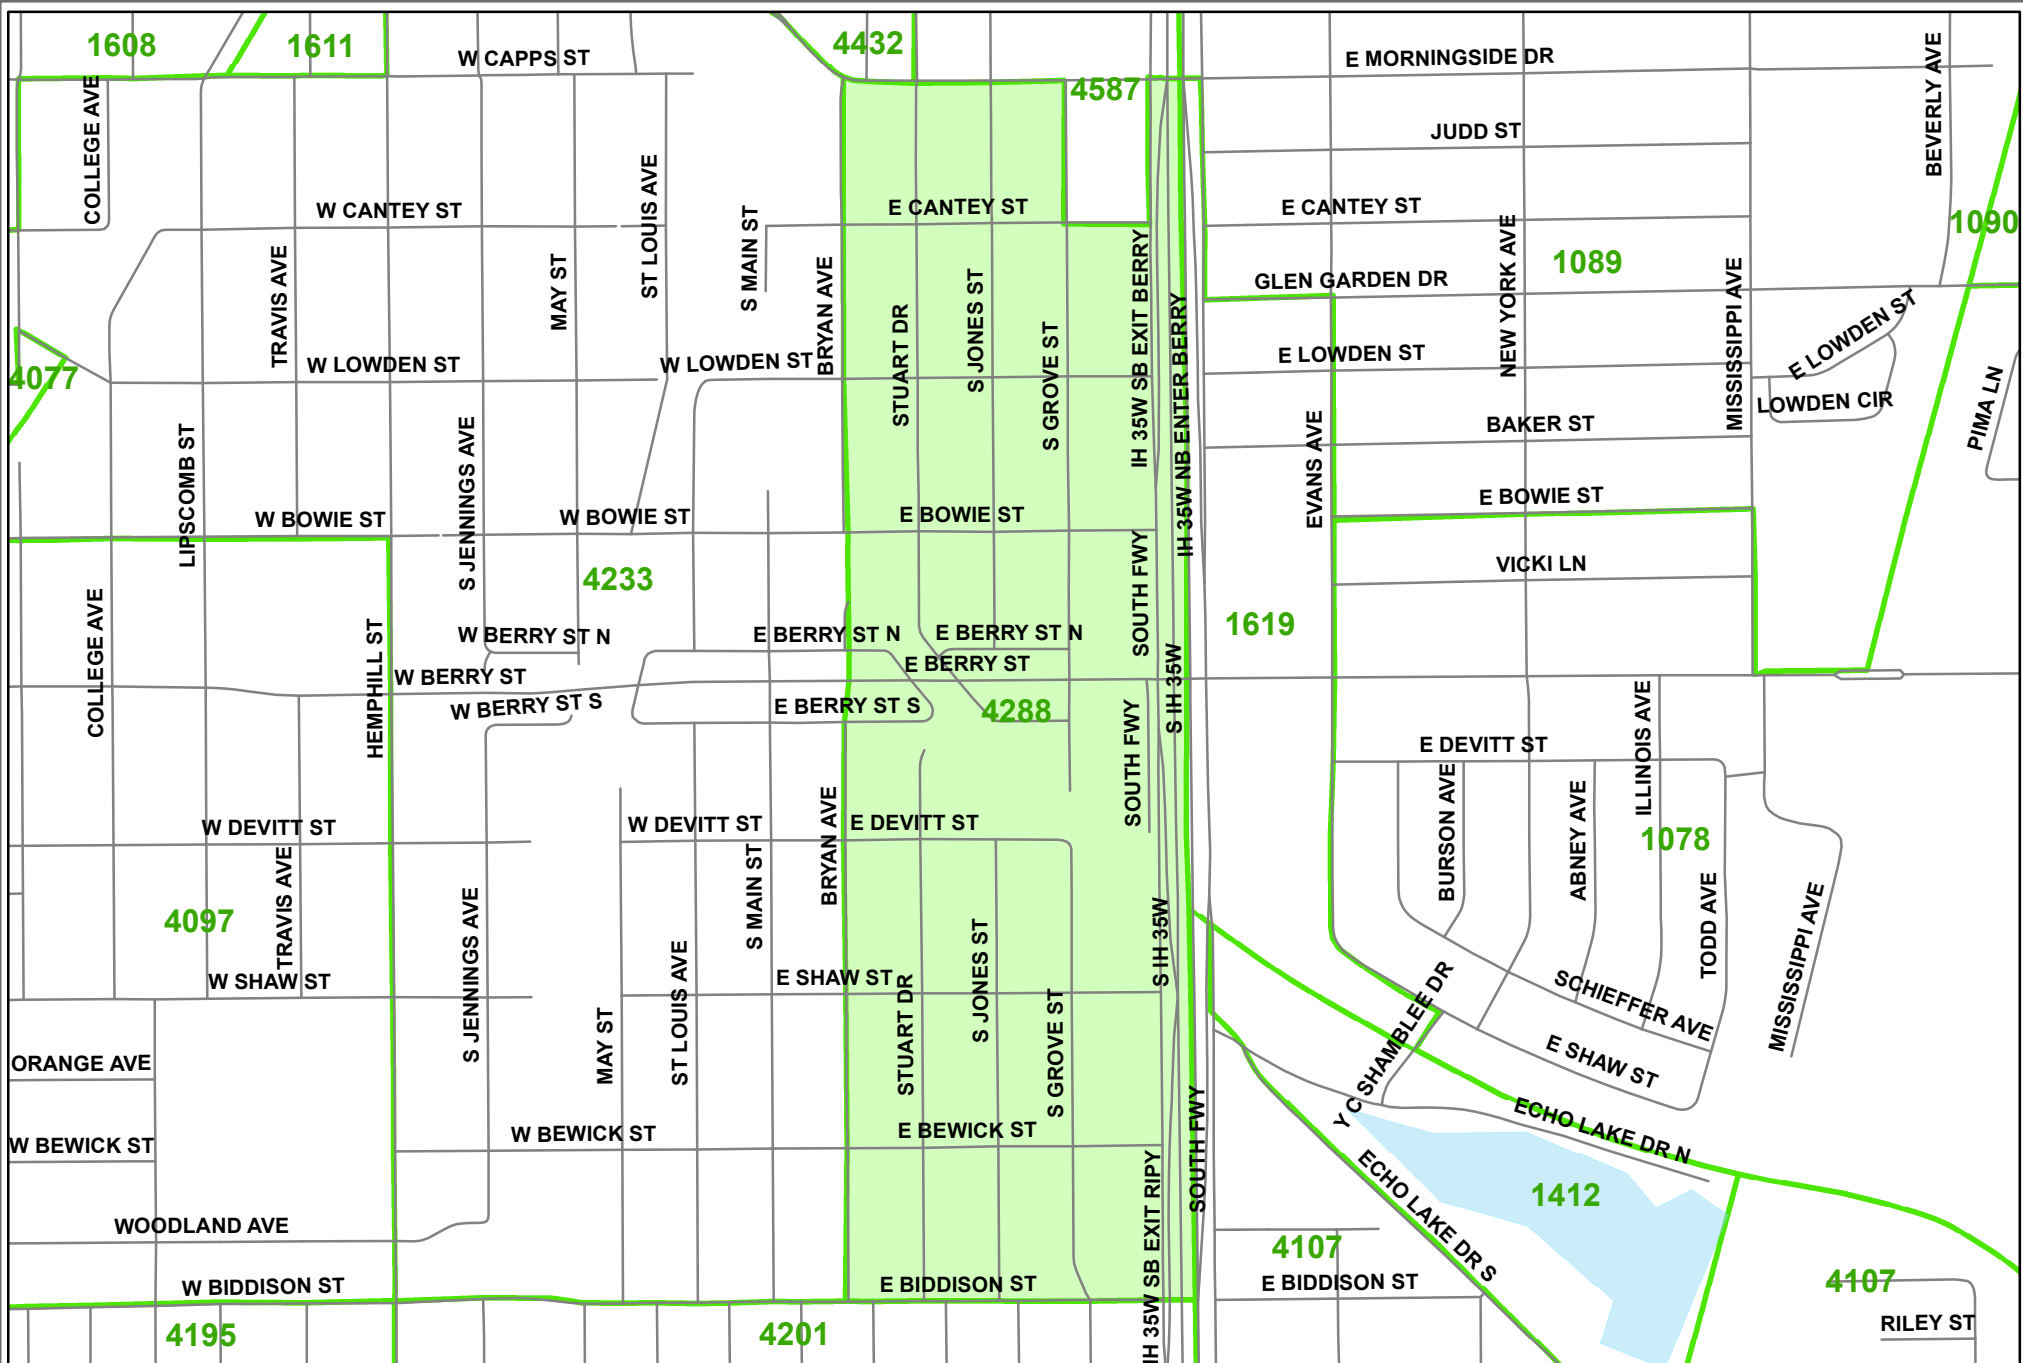 1608
1611
4432
W CAPPS ST
E MORNINGSIDE DR
4587
COLLEGE AVE
JUDD ST
BEVERLY AVE
W CANTEY ST
ST LOUIS AVE
S MAIN ST
E CANTEY ST
E CANTEY ST
1090
TRAVIS AVE
MAY ST
BRYAN AVE
STUART DR
S JONES ST
S GROVE ST
IH 35W SB EXIT BERRY
IH 35W NB ENTER BERRY
GLEN GARDEN DR
NEW YORK AVE
1089
MISSISSIPPI AVE
E LOWDEN ST
4077
W LOWDEN ST
W LOWDEN ST
E LOWDEN ST
LOWDEN CIR
PIMA LN
LIPSCOMB ST
S JENNINGS AVE
EVANS AVE
BAKER ST
W BOWIE ST
W BOWIE ST
E BOWIE ST
E BOWIE ST
4233
SOUTH FWY
VICKI LN
COLLEGE AVE
HEMPHILL ST
W BERRY ST N
E BERRY ST N
E BERRY ST N
1619
W BERRY ST
E BERRY ST
S IH 35W
W BERRY ST S
E BERRY ST S
4288
SOUTH FWY
ILLINOIS AVE
E DEVITT ST
W DEVITT ST
W DEVITT ST
E DEVITT ST
BRYAN AVE
BURSON AVE
ABNEY AVE
1078
TRAVIS AVE
S MAIN ST
4097
S JENNINGS AVE
ST LOUIS AVE
S JONES ST
S IH 35W
TODD AVE
MISSISSIPPI AVE
W SHAW ST
E SHAW ST
STUART DR
S GROVE ST
Y C SHAMBLEE DR
SCHIEFFER AVE
MAY ST
ORANGE AVE
E SHAW ST
W BEWICK ST
W BEWICK ST
E BEWICK ST
SOUTH FWY
ECHO LAKE DR N
IH 35W SB EXIT RIPY
ECHO LAKE DR S
1412
WOODLAND AVE
4107
W BIDDISON ST
E BIDDISON ST
E BIDDISON ST
4107
4195
4201
RILEY ST